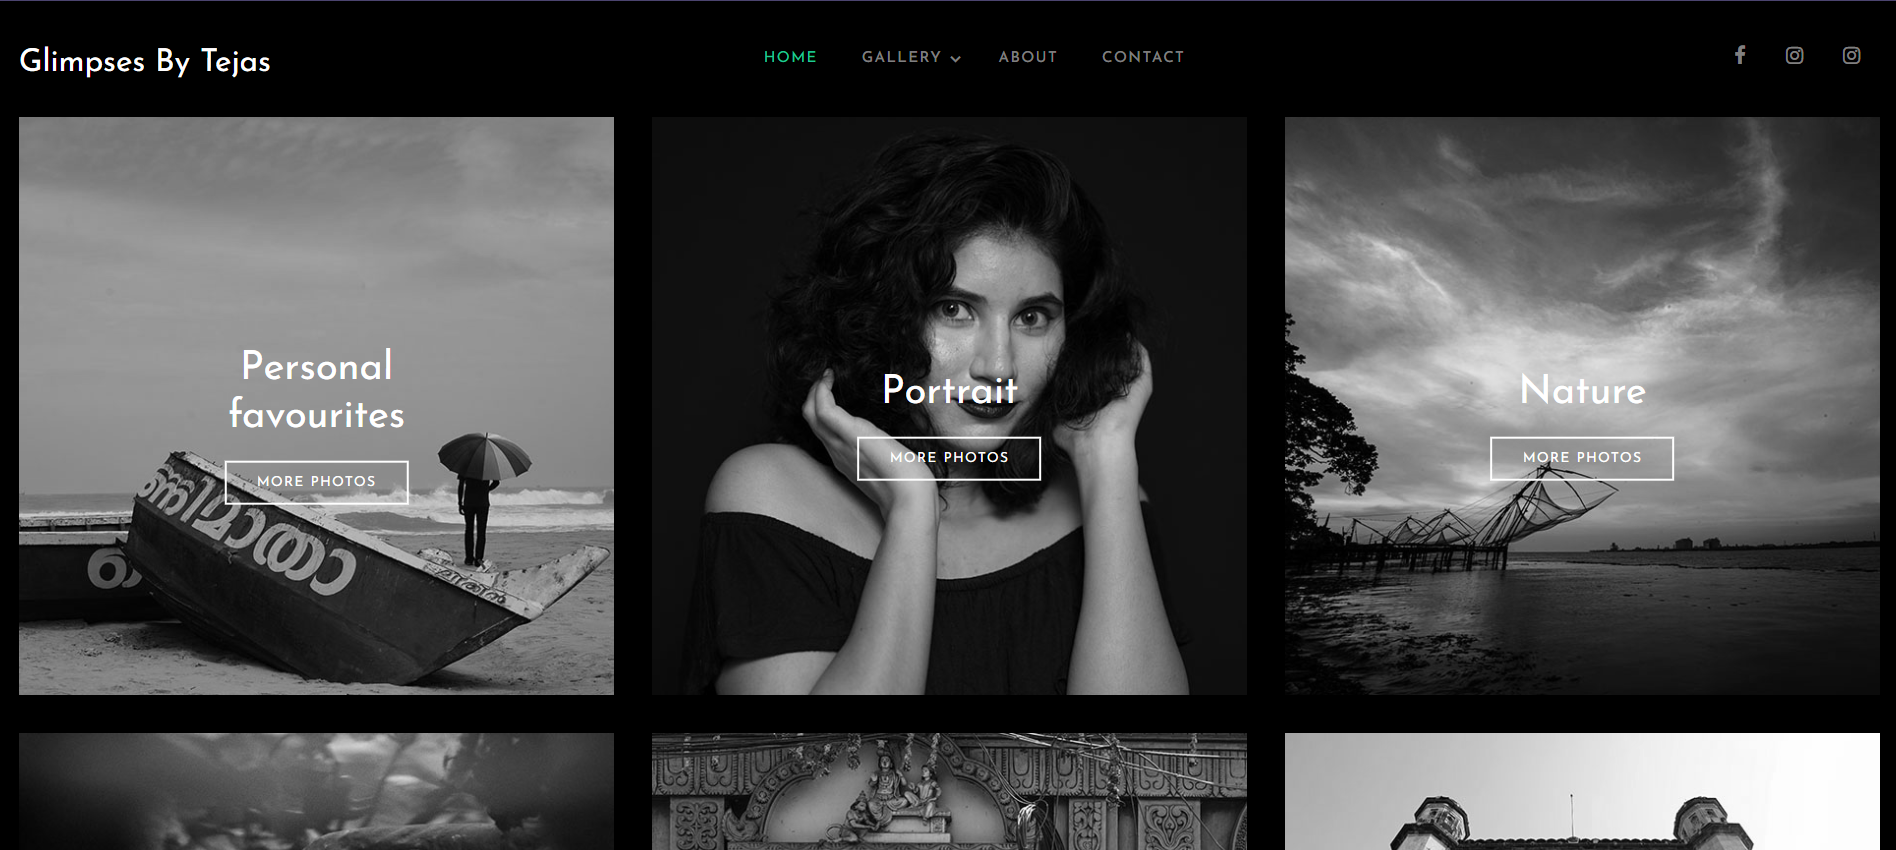 Glimpses By Tejas
HOME GALLERY ABOUT CONTACT
Personal
favourites
MORE PHOTOS
Portrait
MORE PHOTOS
Nature
MORE PHOTOS